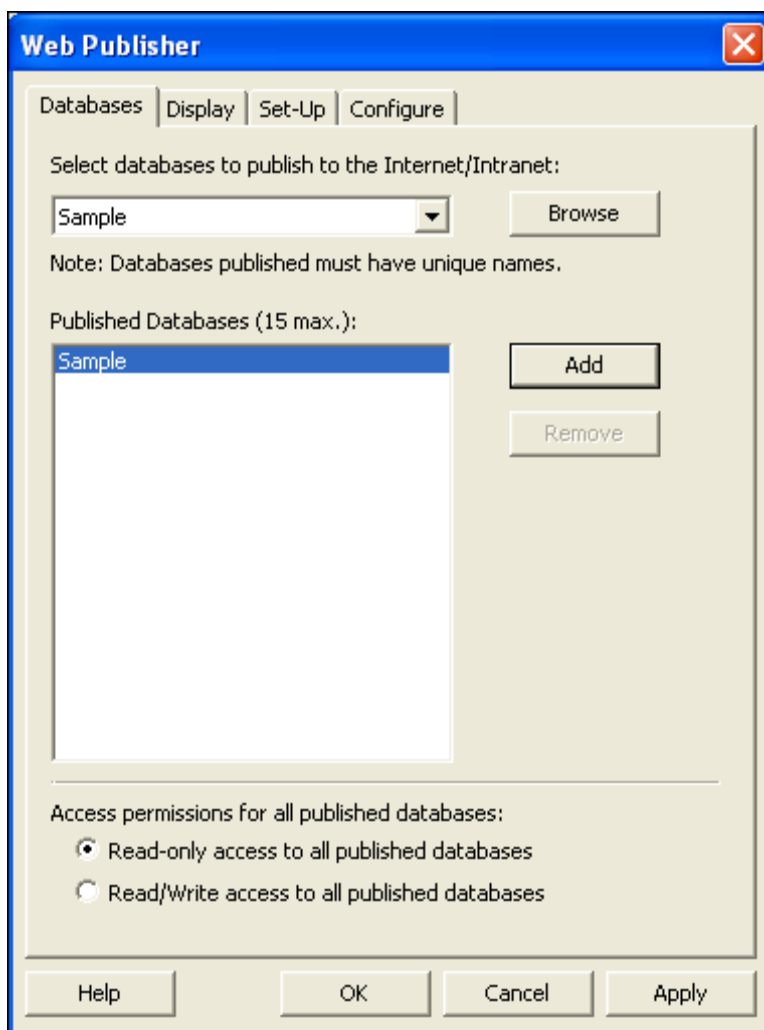 Web Publisher
Databases Display Set-Up Configure
Select databases to publish to the Internet/Intranet:
Sample Browse
Note: Databases published must have unique names.
Published Databases (15 max.):
Sample Add
Remove
Access permissions for all published databases:
Read-only access to all published databases
Read/Write access to all published databases
Help OK Cancel Apply